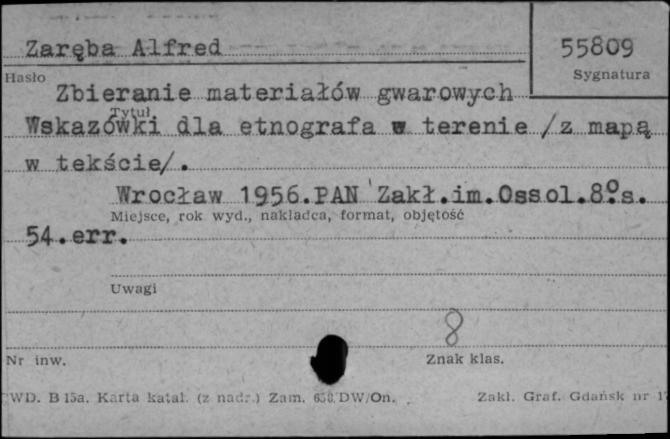 Zaręba Alfred
55809
Hasło
Sygnatura
Zbieranie materiałów gwarowych
Tytuł
Wskazówki dla etnografa w terenie /z mapą
w tekście/.
Wrocław 1956.PAN Zakł.im.Ossol.8º.s.
Miejsce, rok wyd., nakładca, format, objętość
54.err.
Uwagi
8
Nr inw.
Znak klas.
WD. B 15a. Karta katal. (z nadr.) Zam. DW/On.
Zakł. Graf. Gdańsk nr